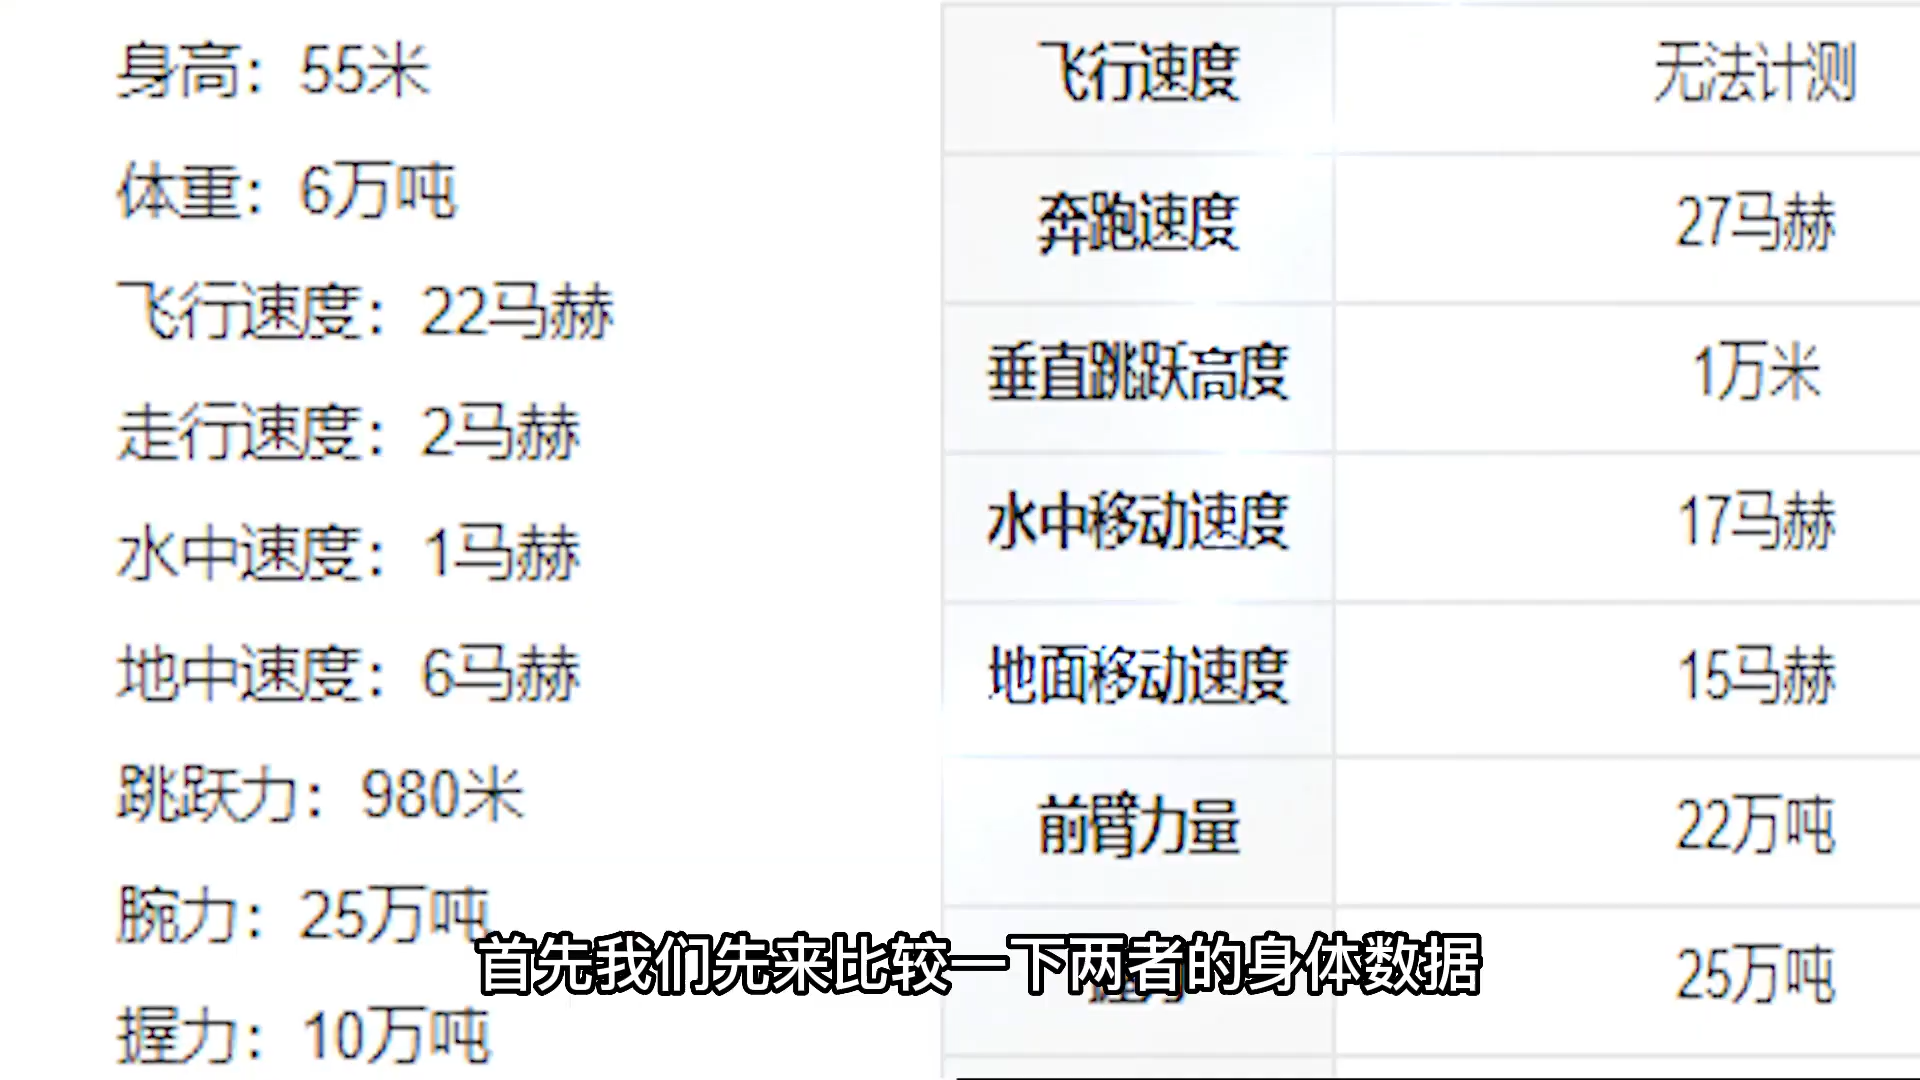 身高：55米
体重：6万吨
飞行速度：22马赫
走行速度：2马赫
水中速度：1马赫
地中速度：6马赫
跳跃力：980米
腕力：25万吨
握力：10万吨
飞行速度 无法计测
奔跑速度 27马赫
垂直跳跃高度 1万米
水中移动速度 17马赫
地面移动速度 15马赫
前臂力量 22万吨
握力 25万吨
首先我们先来比较一下两者的身体数据